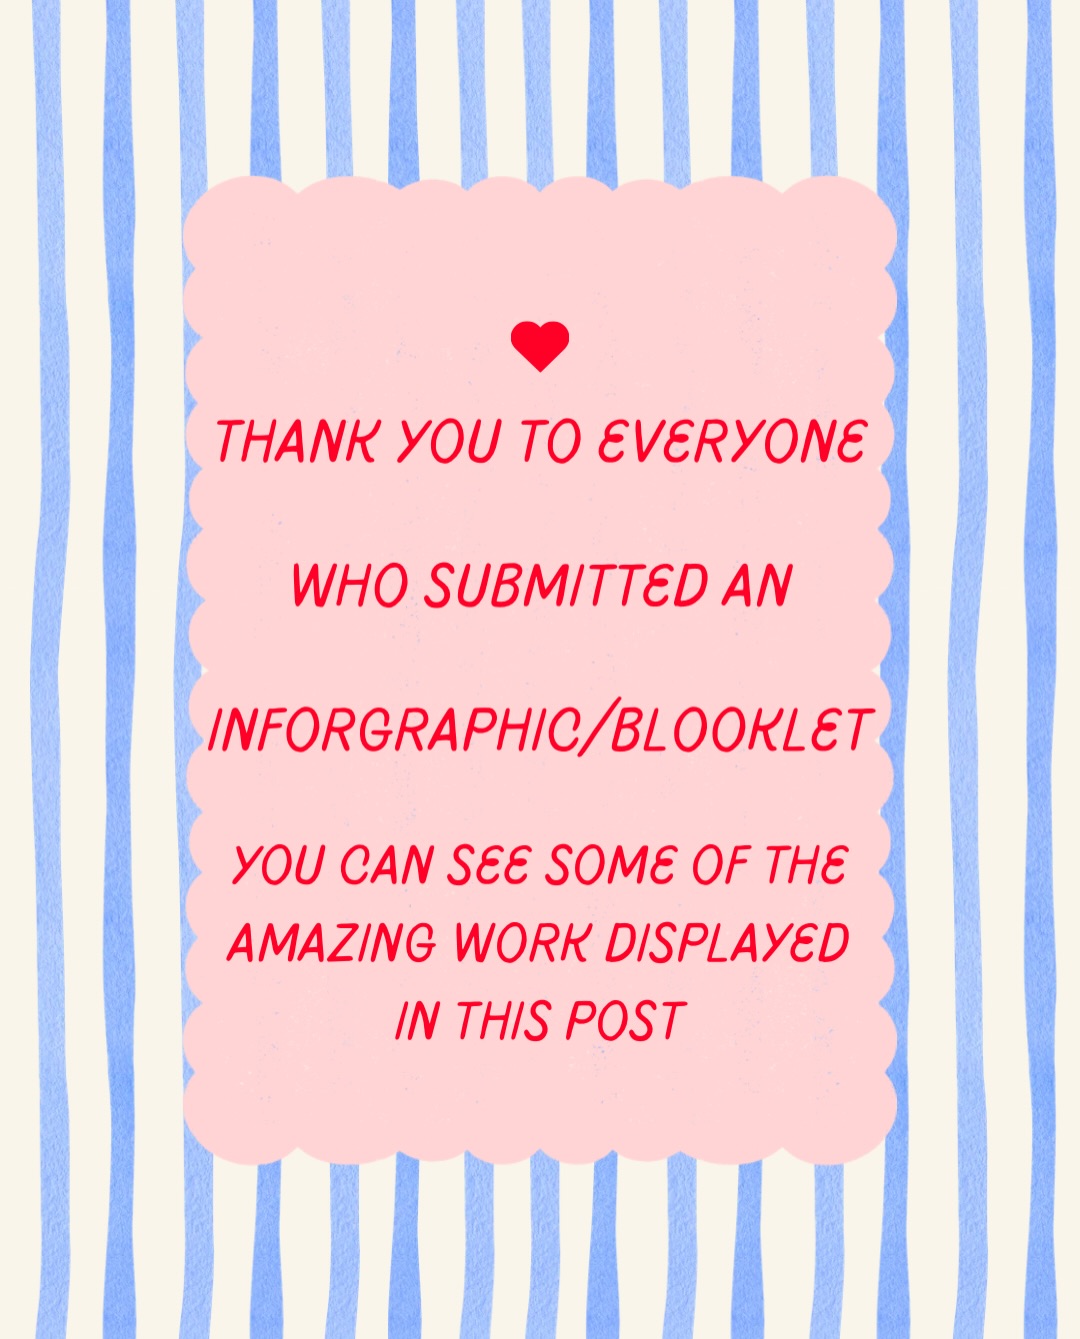 THANK YOU TO EVERYONE
WHO SUBMITTED AN
INFORGRAPHIC/BLOOKLET
YOU CAN SEE SOME OF THE
AMAZING WORK DISPLAYED
IN THIS POST